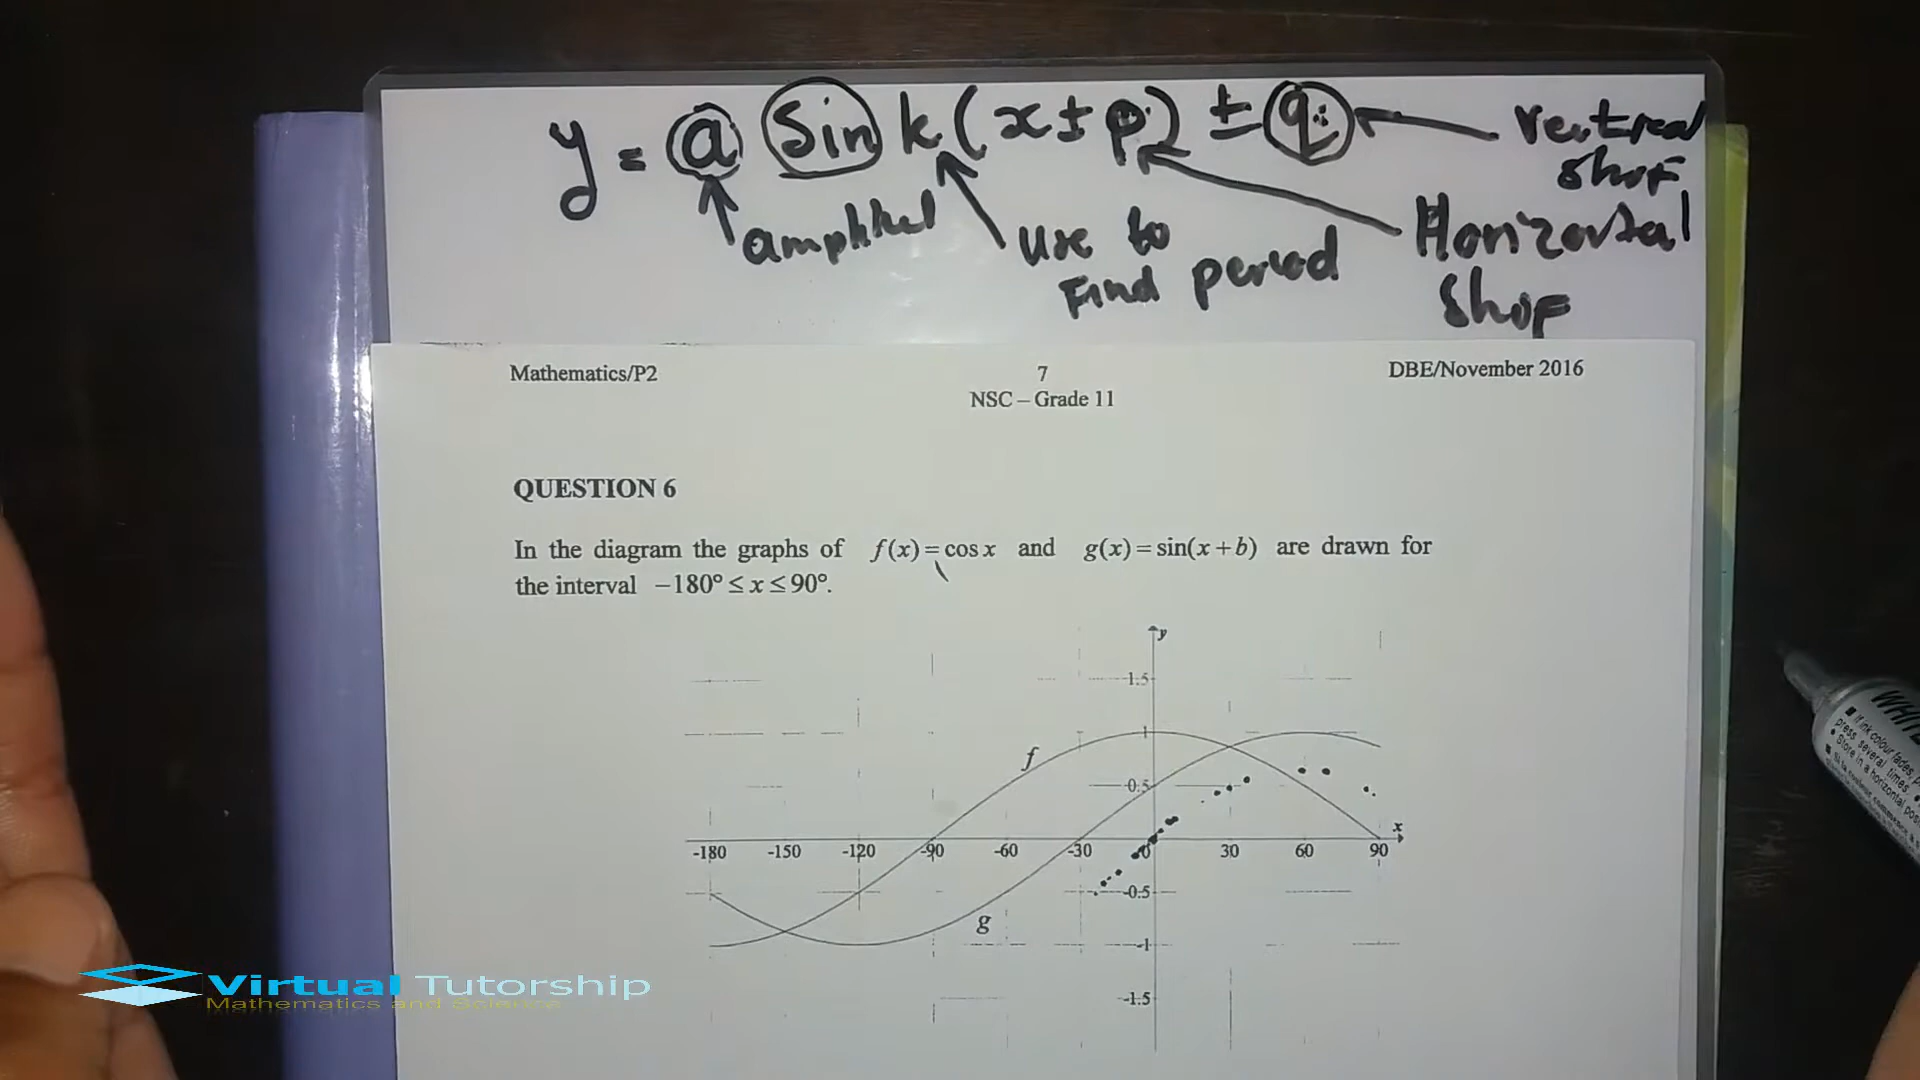 y = a sin k (x ± p) ± q
amplitud
use to
Find period
Horizontal
Shof
vertical
shof
Mathematics/P2
7
DBE/November 2016
NSC – Grade 11
QUESTION 6
In the diagram the graphs of f(x)=cos x and g(x)=sin(x+b) are drawn for
the interval −180° ≤ x ≤ 90°.
y
1.5
1
f
0.5
x
-180 -150 -120 -90 -60 -30 0 30 60 90
-0.5
g
-1
-1.5
Virtual Tutorship
Mathematics and Science